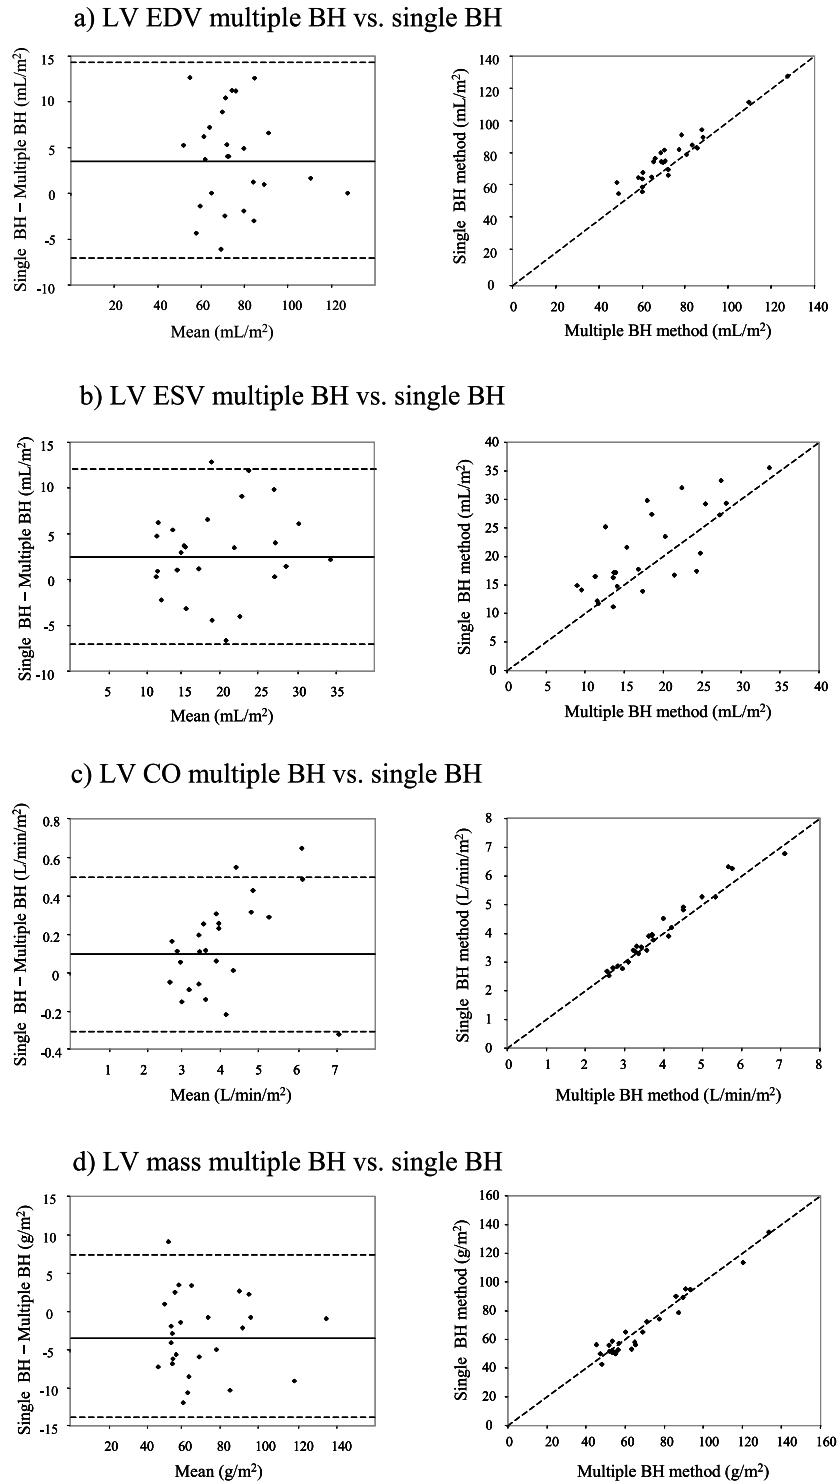 a) LV EDV multiple BH vs. single BH
Single BH – Multiple BH (mL/m²)
15
10
5
0
-5
-10
20 40 60 80 100 120
Mean (mL/m²)
Single BH method (mL/m²)
140
120
100
80
60
40
20
0
0 20 40 60 80 100 120 140
Multiple BH method (mL/m²)
b) LV ESV multiple BH vs. single BH
Single BH – Multiple BH (mL/m²)
15
10
5
0
-5
-10
5 10 15 20 25 30 35
Mean (mL/m²)
Single BH method (mL/m²)
40
35
30
25
20
15
10
5
0
0 5 10 15 20 25 30 35 40
Multiple BH method (mL/m²)
c) LV CO multiple BH vs. single BH
Single BH – Multiple BH (L/min/m²)
0.8
0.6
0.4
0.2
0
-0.2
-0.4
1 2 3 4 5 6 7
Mean (L/min/m²)
Single BH method (L/min/m²)
8
7
6
5
4
3
2
1
0
0 1 2 3 4 5 6 7 8
Multiple BH method (L/min/m²)
d) LV mass multiple BH vs. single BH
Single BH – Multiple BH (g/m²)
15
10
5
0
-5
-10
-15
20 40 60 80 100 120 140
Mean (g/m²)
Single BH method (g/m²)
160
140
120
100
80
60
40
20
0
0 20 40 60 80 100 120 140 160
Multiple BH method (g/m²)